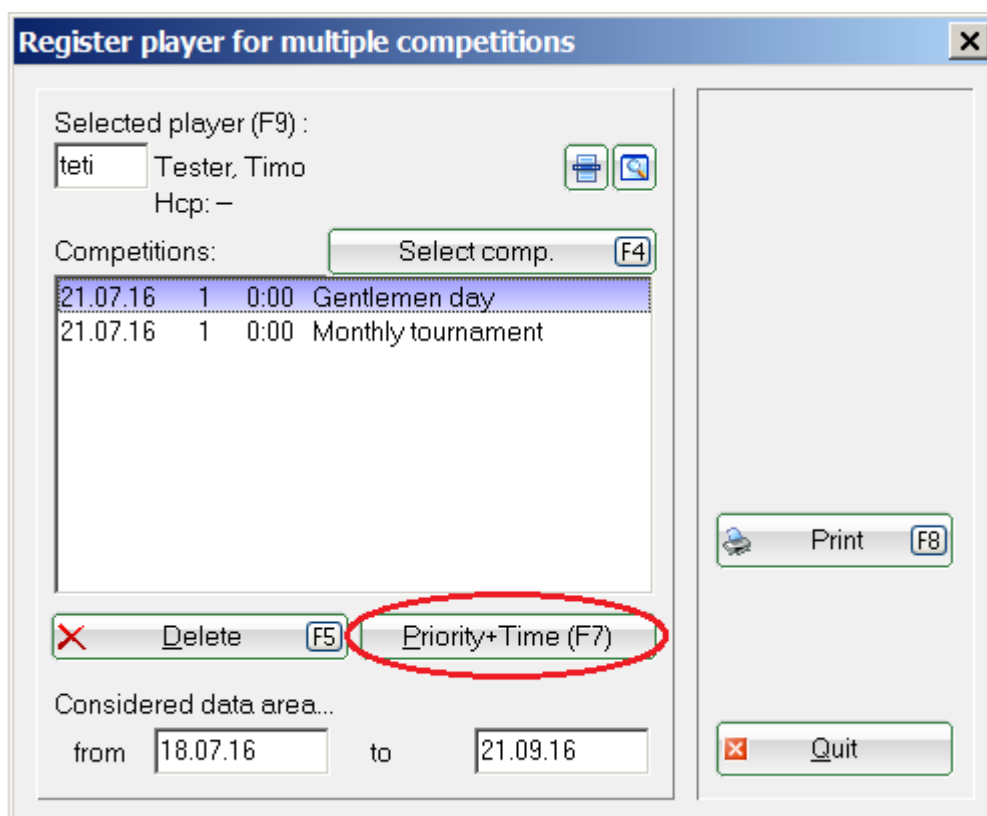 Register player for multiple competitions
Selected player (F9) :
teti Tester, Timo
Hcp: –
Competitions: Select comp. F4
21.07.16 1 0:00 Gentlemen day
21.07.16 1 0:00 Monthly tournament
Print F8
Delete F5 Priority+Time (F7)
Considered data area...
from 18.07.16 to 21.09.16
Quit